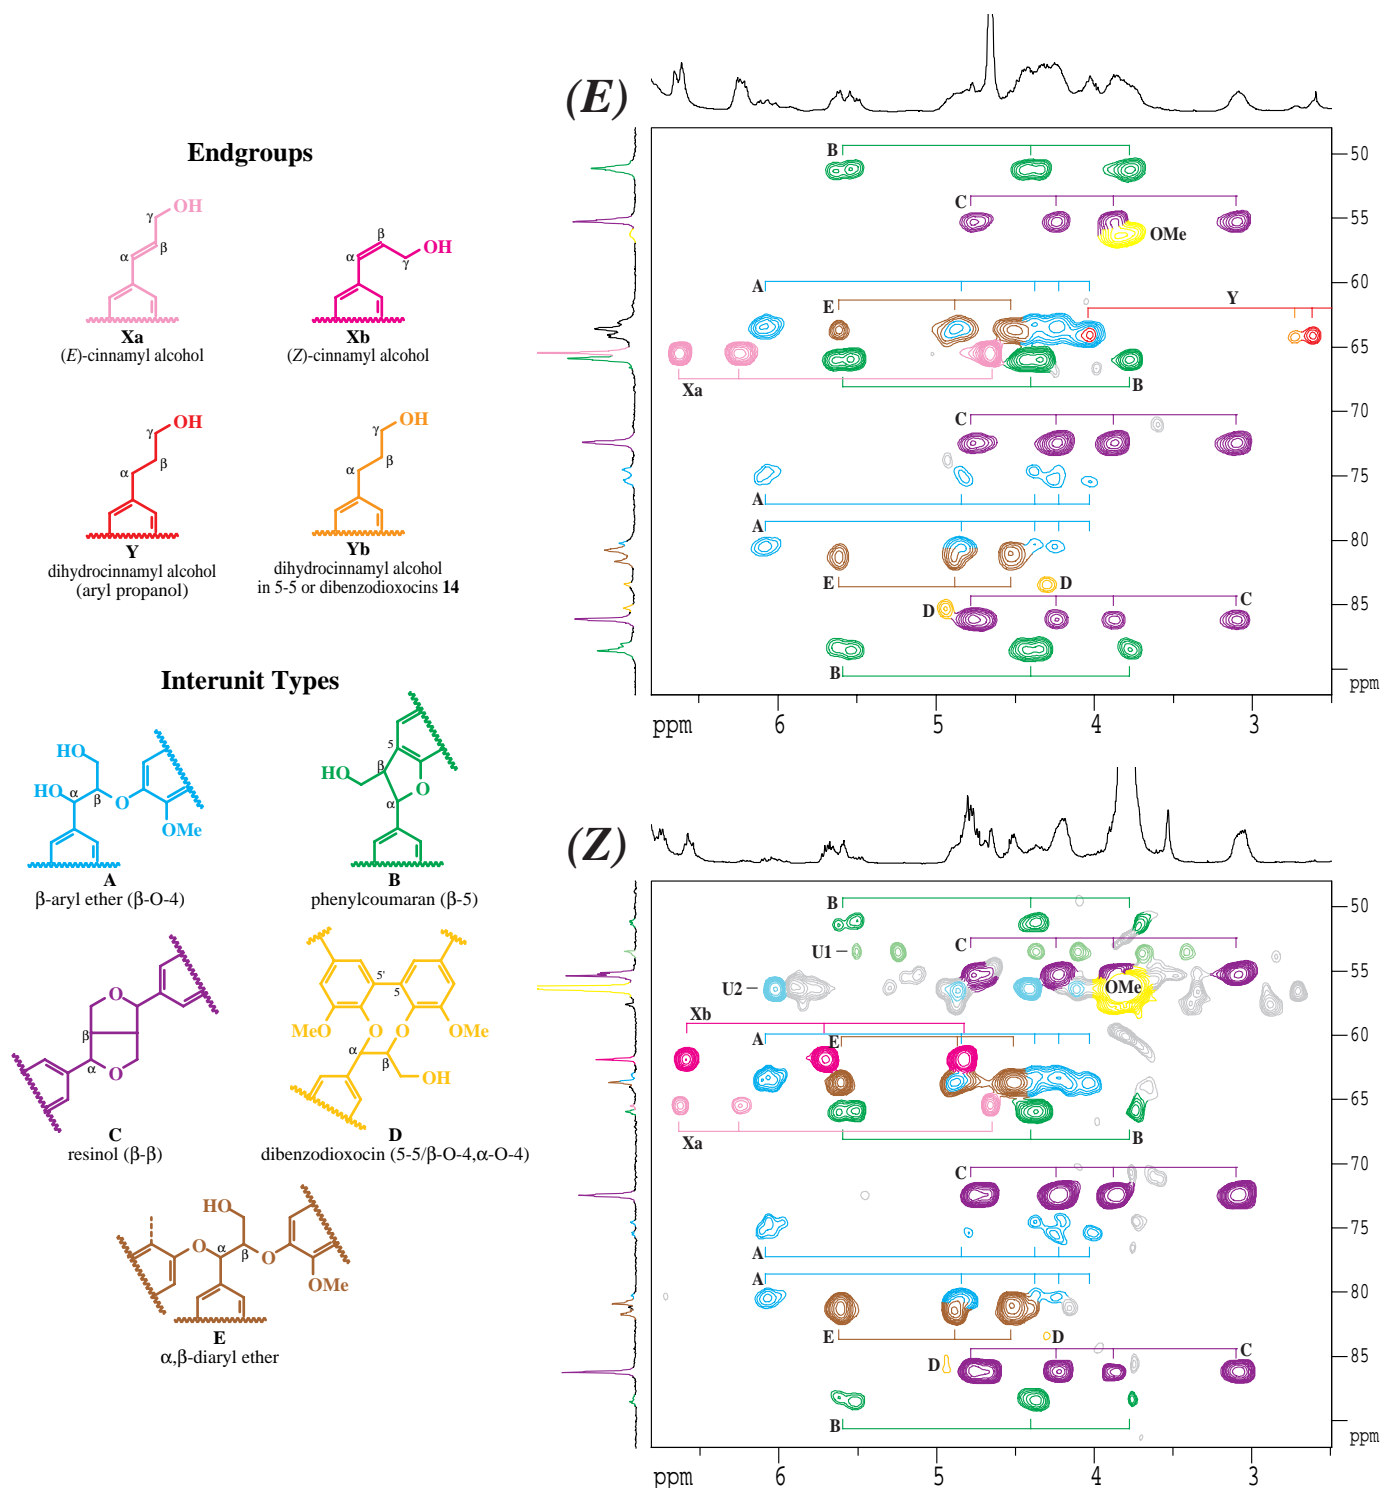 Endgroups
γ
OH
β
α
Xa
(E)-cinnamyl alcohol
β
OH
α
γ
Xb
(Z)-cinnamyl alcohol
γ
OH
β
α
Y
dihydrocinnamyl alcohol
(aryl propanol)
γ
OH
β
α
Yb
dihydrocinnamyl alcohol
in 5-5 or dibenzodioxocins 14
Interunit Types
HO
HO
α
β
O
OMe
A
β-aryl ether (β-O-4)
5
β
HO
O
α
B
phenylcoumaran (β-5)
O
β
α
O
C
resinol (β-β)
5'
5
MeO
O
O
OMe
α
β
OH
D
dibenzodioxocin (5-5/β-O-4,α-O-4)
HO
O
α
β
O
OMe
E
α,β-diaryl ether
(E)
B
C
OMe
A
E
Y
Xa
B
C
A
A
E
D
D
C
B
50
55
60
65
70
75
80
85
ppm
ppm
6
5
4
3
(Z)
B
U1
C
U2
OMe
Xb
A
E
Xa
B
C
A
A
E
D
D
C
B
50
55
60
65
70
75
80
85
ppm
ppm
6
5
4
3